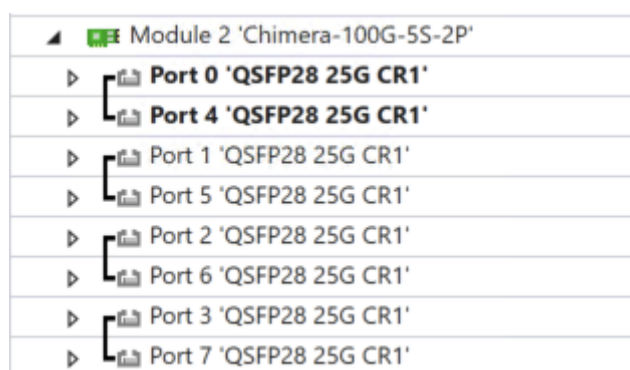 Module 2 'Chimera-100G-5S-2P'
Port 0 'QSFP28 25G CR1'
Port 4 'QSFP28 25G CR1'
Port 1 'QSFP28 25G CR1'
Port 5 'QSFP28 25G CR1'
Port 2 'QSFP28 25G CR1'
Port 6 'QSFP28 25G CR1'
Port 3 'QSFP28 25G CR1'
Port 7 'QSFP28 25G CR1'